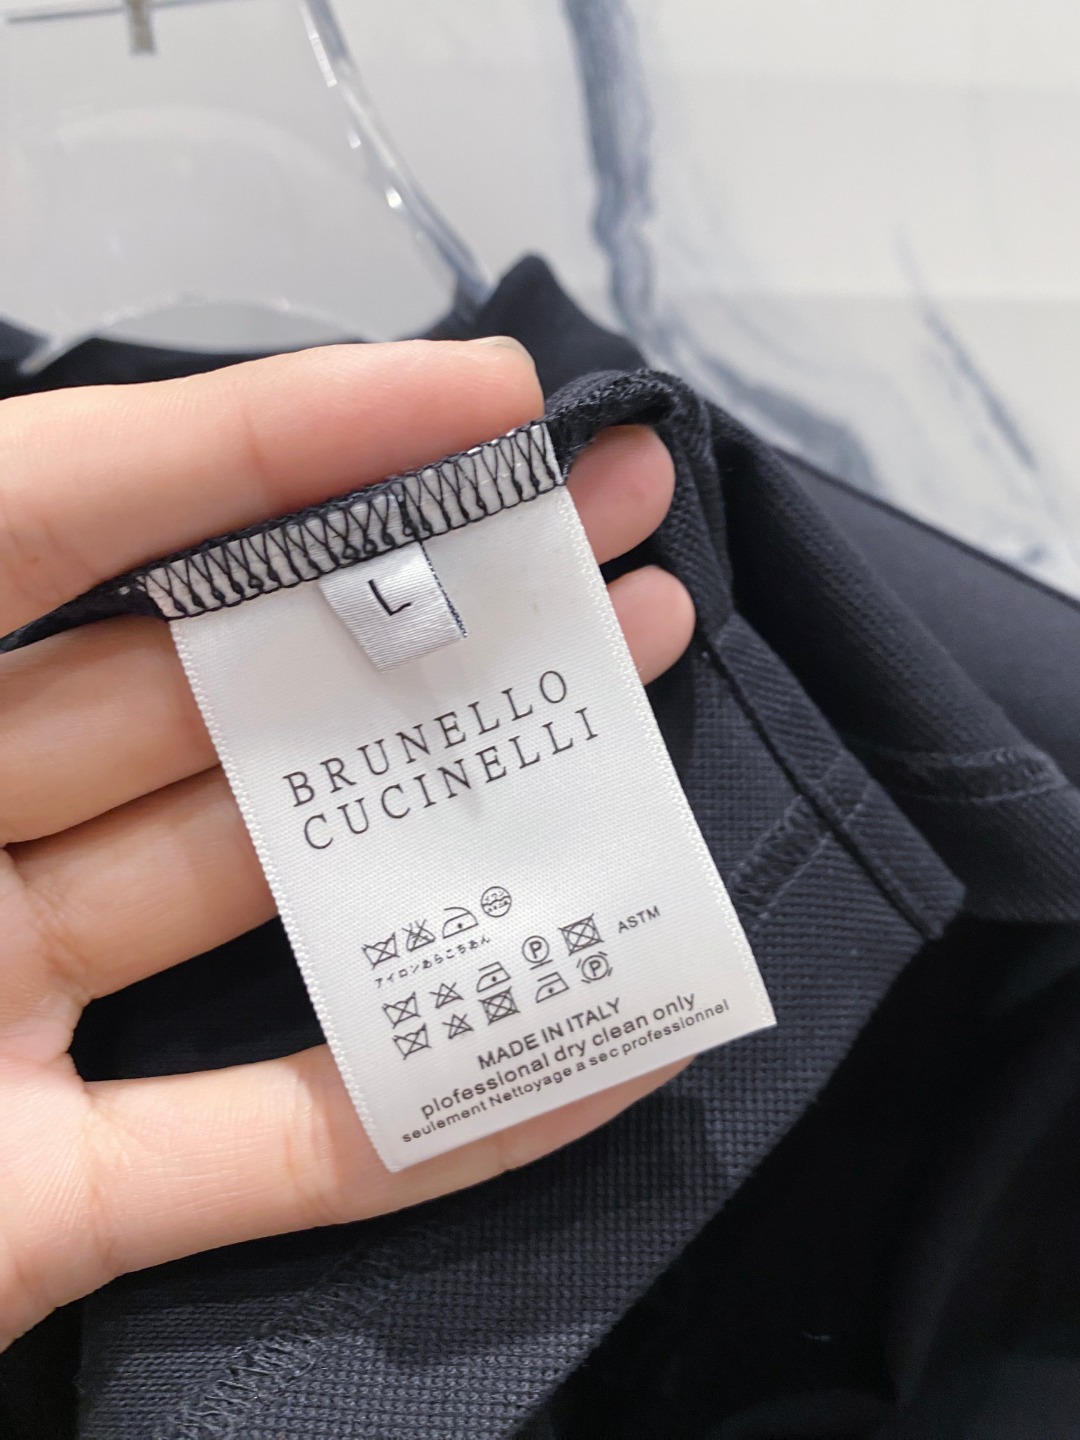 L
BRUNELLO
CUCINELLI
アイロンあらこちあん
P
ASTM
P
MADE IN ITALY
plofessional dry clean only
seulement Nettoyage a sec professionnel